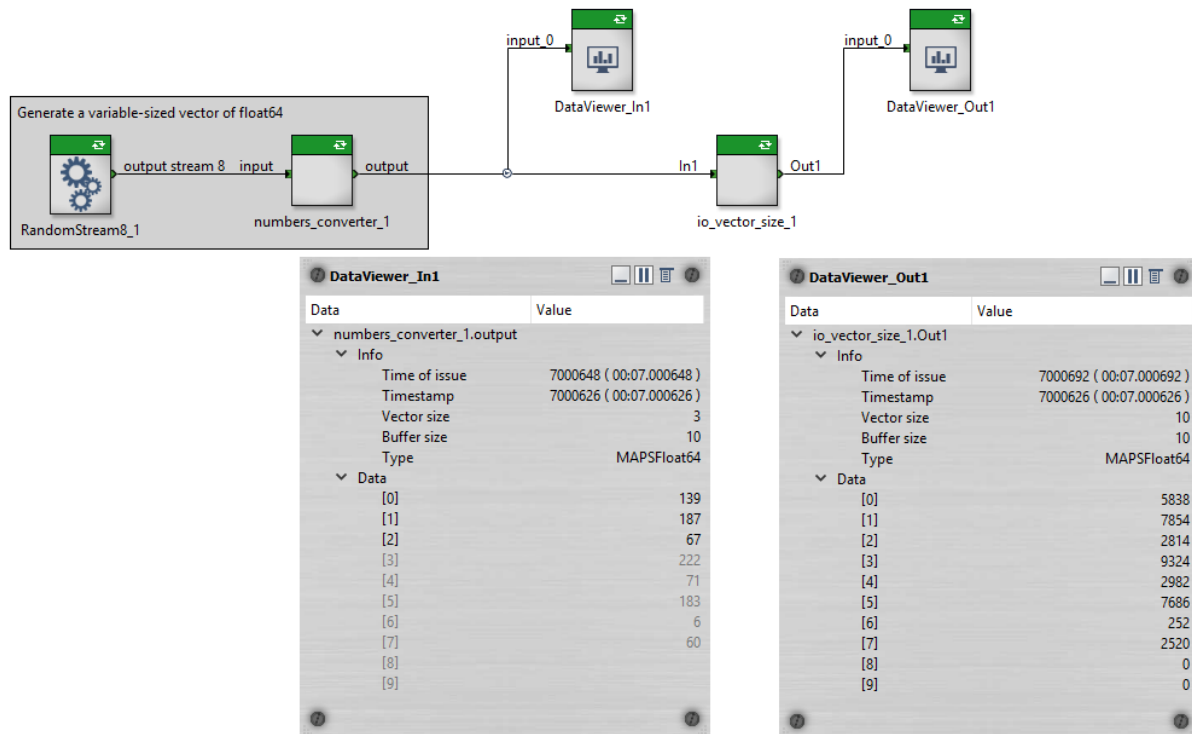 input_0
input_0
DataViewer_In1
DataViewer_Out1
Generate a variable-sized vector of float64
output stream 8
input
output
In1
Out1
RandomStream8_1
numbers_converter_1
io_vector_size_1
DataViewer_In1
Data Value
numbers_converter_1.output
Info
Time of issue 7000648 ( 00:07.000648 )
Timestamp 7000626 ( 00:07.000626 )
Vector size 3
Buffer size 10
Type MAPSFloat64
Data
[0] 139
[1] 187
[2] 67
[3] 222
[4] 71
[5] 183
[6] 6
[7] 60
[8]
[9]
DataViewer_Out1
Data Value
io_vector_size_1.Out1
Info
Time of issue 7000692 ( 00:07.000692 )
Timestamp 7000626 ( 00:07.000626 )
Vector size 10
Buffer size 10
Type MAPSFloat64
Data
[0] 5838
[1] 7854
[2] 2814
[3] 9324
[4] 2982
[5] 7686
[6] 252
[7] 2520
[8] 0
[9] 0